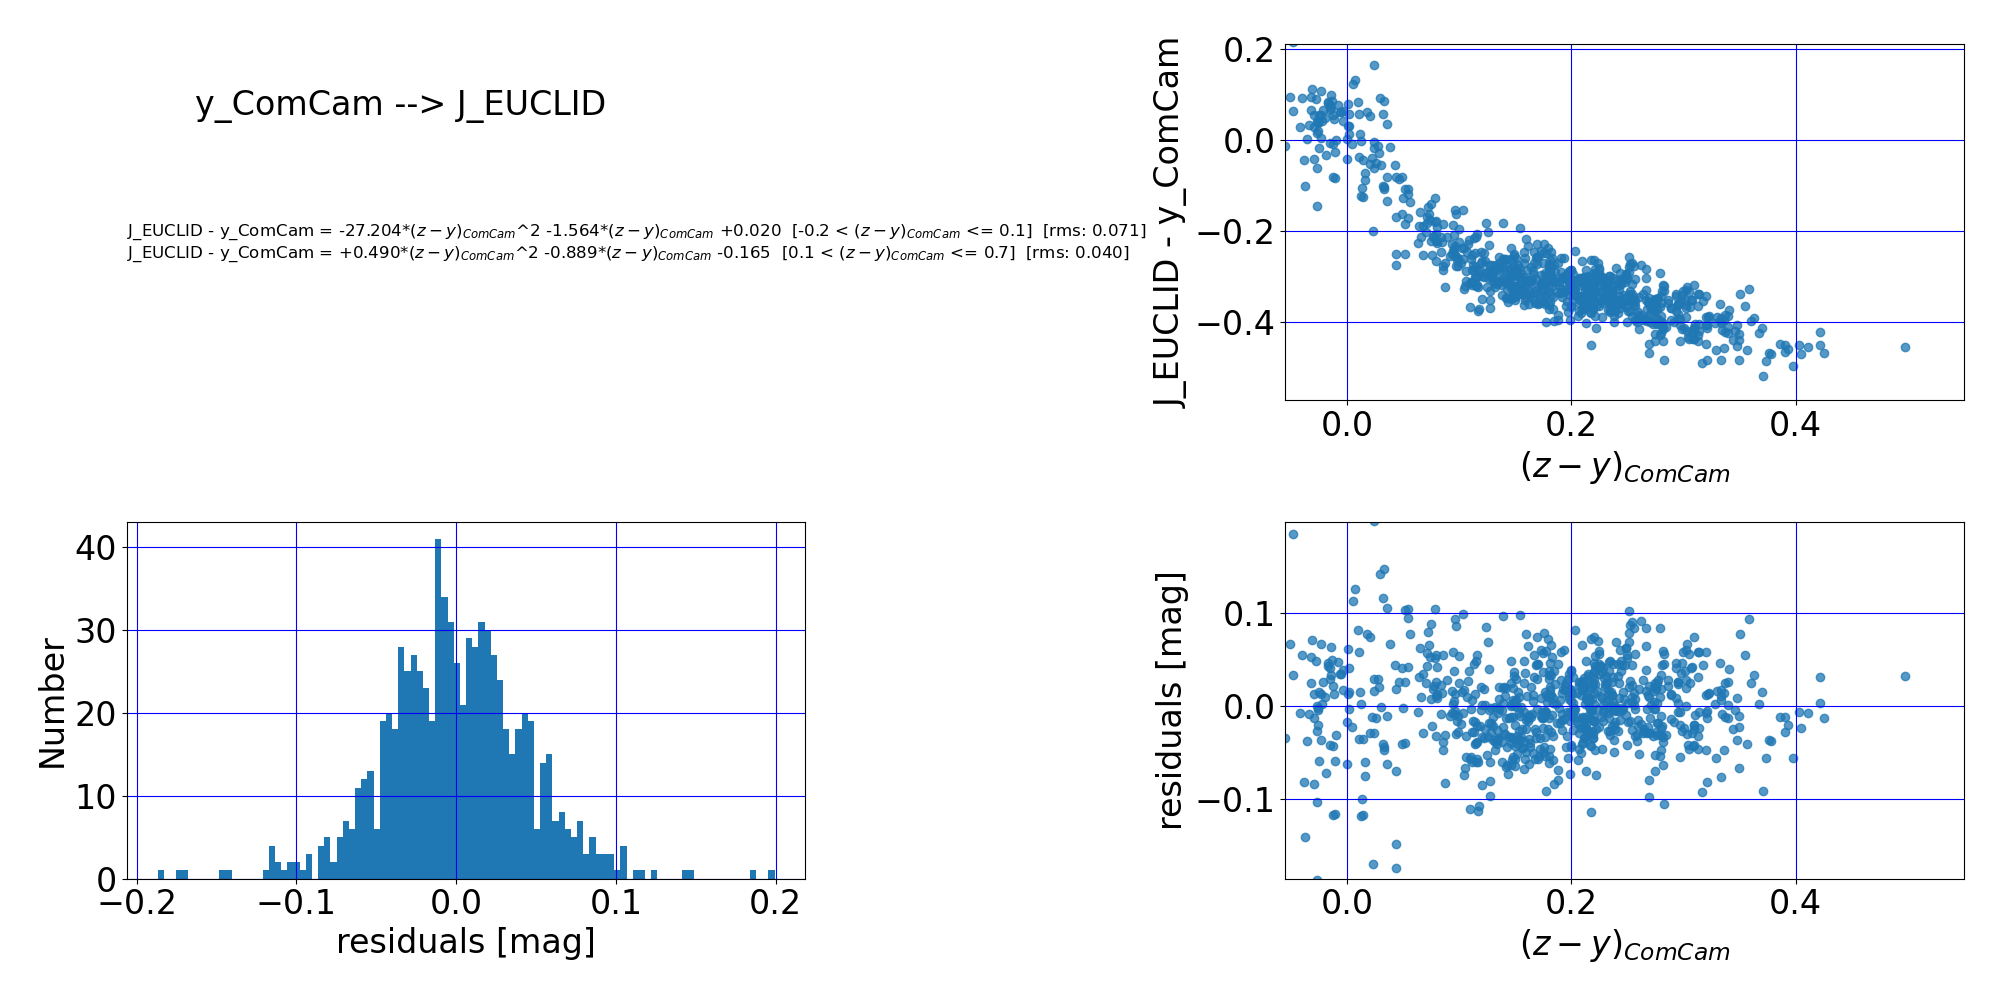 y_ComCam --> J_EUCLID
J_EUCLID - y_ComCam = -27.204*(z − y)ComCam^2 -1.564*(z − y)ComCam +0.020 [-0.2 < (z − y)ComCam <= 0.1] [rms: 0.071]
J_EUCLID - y_ComCam = +0.490*(z − y)ComCam^2 -0.889*(z − y)ComCam -0.165 [0.1 < (z − y)ComCam <= 0.7] [rms: 0.040]
J_EUCLID - y_ComCam
0.2
0.0
−0.2
−0.4
0.0 0.2 0.4
(z − y)ComCam
Number
40
30
20
10
0
−0.2 −0.1 0.0 0.1 0.2
residuals [mag]
residuals [mag]
0.1
0.0
−0.1
0.0 0.2 0.4
(z − y)ComCam